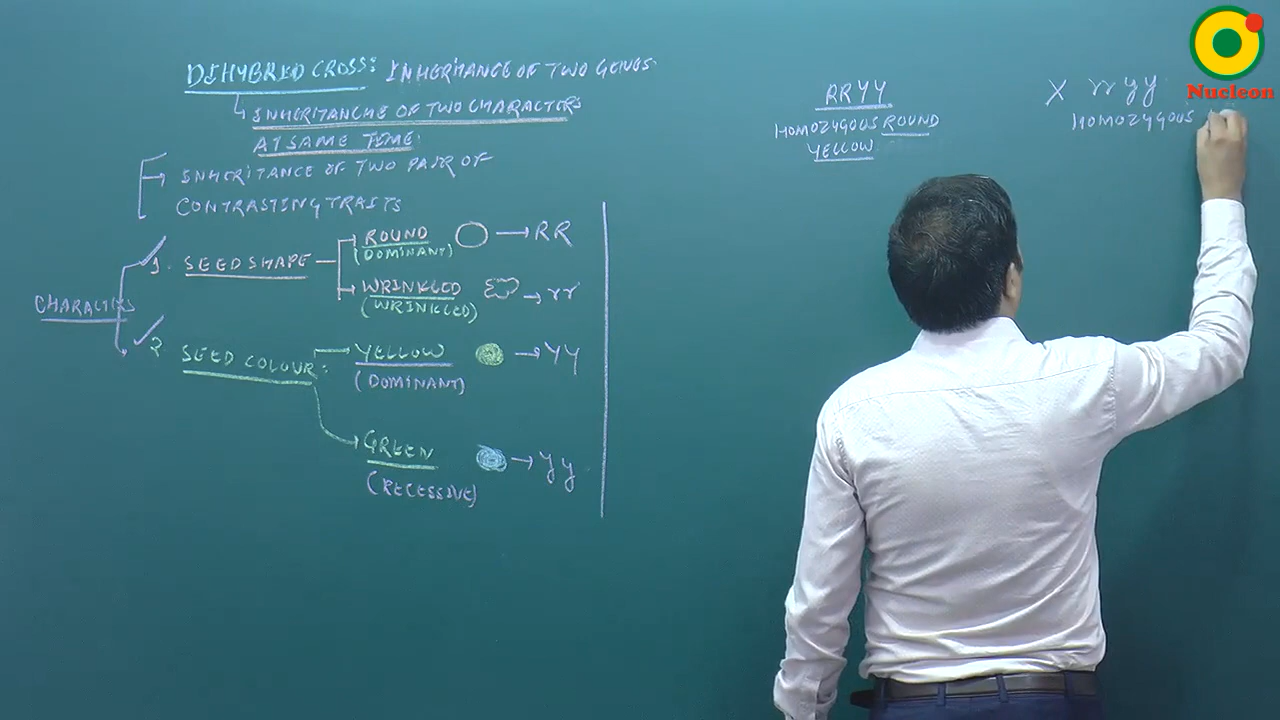 DIHYBRID CROSS: INHERITANCE OF TWO GENES.
INHERITANCHE OF TWO CHARACTERS
AT SAME TIME:
INHERITANCE OF TWO PAIR OF
CONTRASTING TRAITS
CHARACTERS
1. SEED SHAPE
ROUND → RR
(DOMINANT)
WRINKLED → rr
(WRINKLED)
2 SEED COLOUR:
YELLOW → YY
(DOMINANT)
GREEN → yy
(RECESSIVE)
RRYY X rryy
HOMOZYGOUS ROUND
YELLOW
HOMOZYGOUS
Nucleon